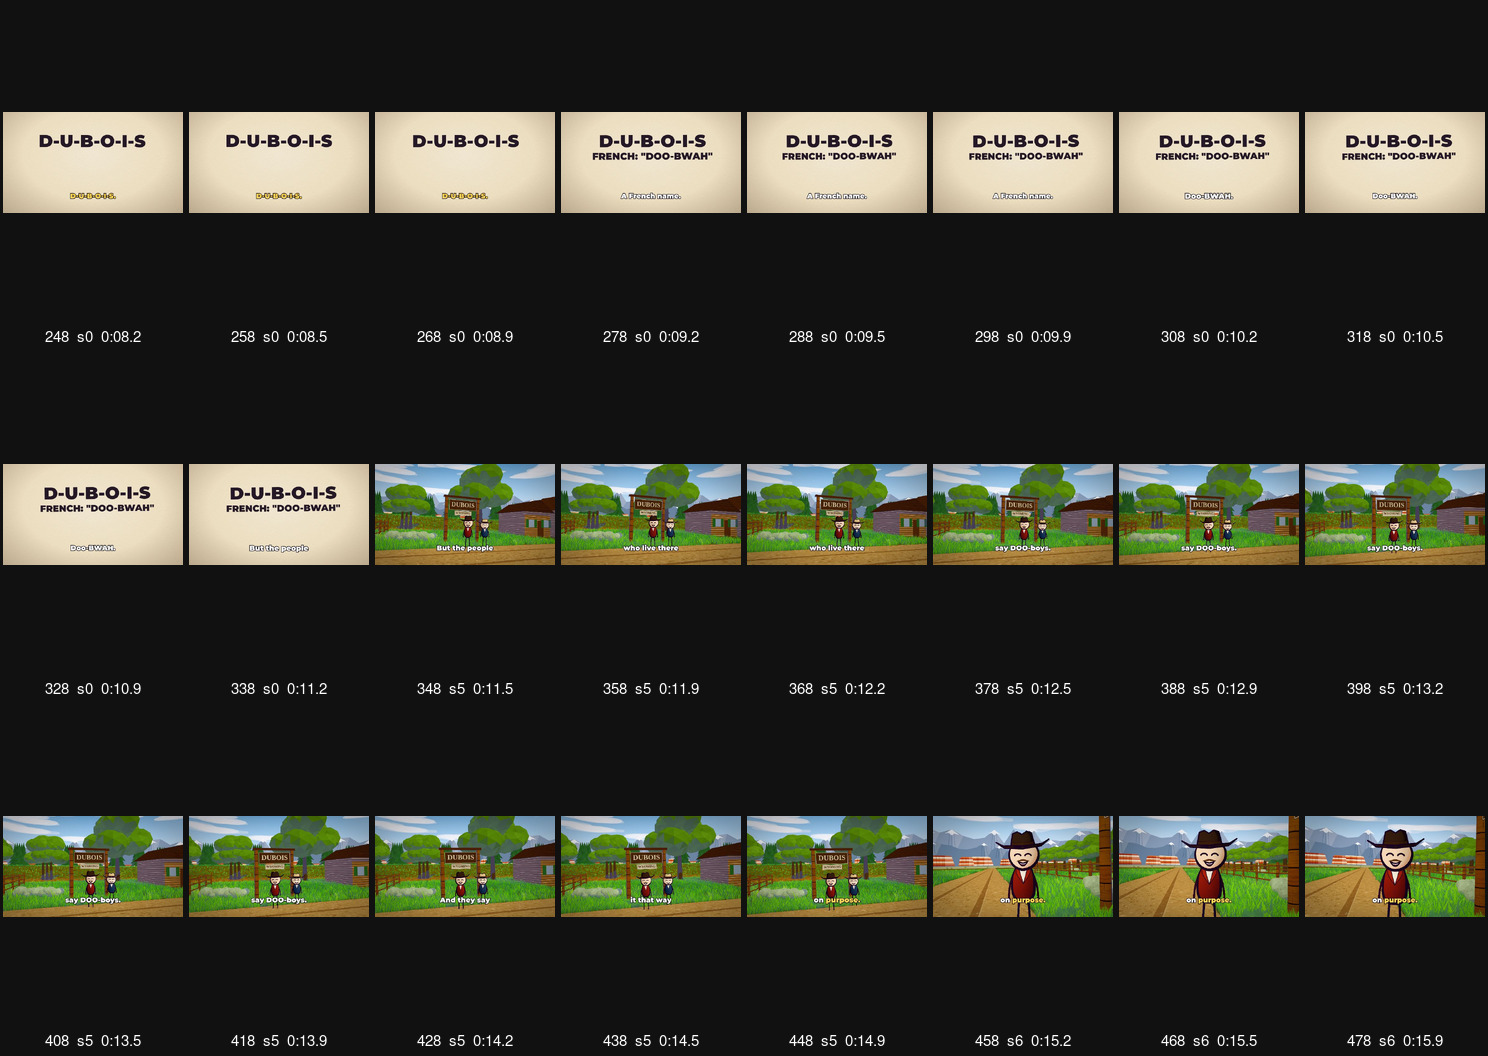 D-U-B-O-I-S
D-U-B-O-I-S.
D-U-B-O-I-S
D-U-B-O-I-S.
D-U-B-O-I-S
D-U-B-O-I-S.
D-U-B-O-I-S
FRENCH: "DOO-BWAH"
A French name.
D-U-B-O-I-S
FRENCH: "DOO-BWAH"
A French name.
D-U-B-O-I-S
FRENCH: "DOO-BWAH"
A French name.
D-U-B-O-I-S
FRENCH: "DOO-BWAH"
Doo-BWAH.
D-U-B-O-I-S
FRENCH: "DOO-BWAH"
Doo-BWAH.
248 s0 0:08.2
258 s0 0:08.5
268 s0 0:08.9
278 s0 0:09.2
288 s0 0:09.5
298 s0 0:09.9
308 s0 0:10.2
318 s0 0:10.5
D-U-B-O-I-S
FRENCH: "DOO-BWAH"
Doo-BWAH.
D-U-B-O-I-S
FRENCH: "DOO-BWAH"
But the people
DUBOIS
But the people
DUBOIS
who live there
DUBOIS
who live there
DUBOIS
say DOO-boys.
DUBOIS
say DOO-boys.
DUBOIS
say DOO-boys.
328 s0 0:10.9
338 s0 0:11.2
348 s5 0:11.5
358 s5 0:11.9
368 s5 0:12.2
378 s5 0:12.5
388 s5 0:12.9
398 s5 0:13.2
DUBOIS
say DOO-boys.
DUBOIS
say DOO-boys.
DUBOIS
And they say
DUBOIS
it that way
DUBOIS
on purpose.
on purpose.
on purpose.
on purpose.
408 s5 0:13.5
418 s5 0:13.9
428 s5 0:14.2
438 s5 0:14.5
448 s5 0:14.9
458 s6 0:15.2
468 s6 0:15.5
478 s6 0:15.9